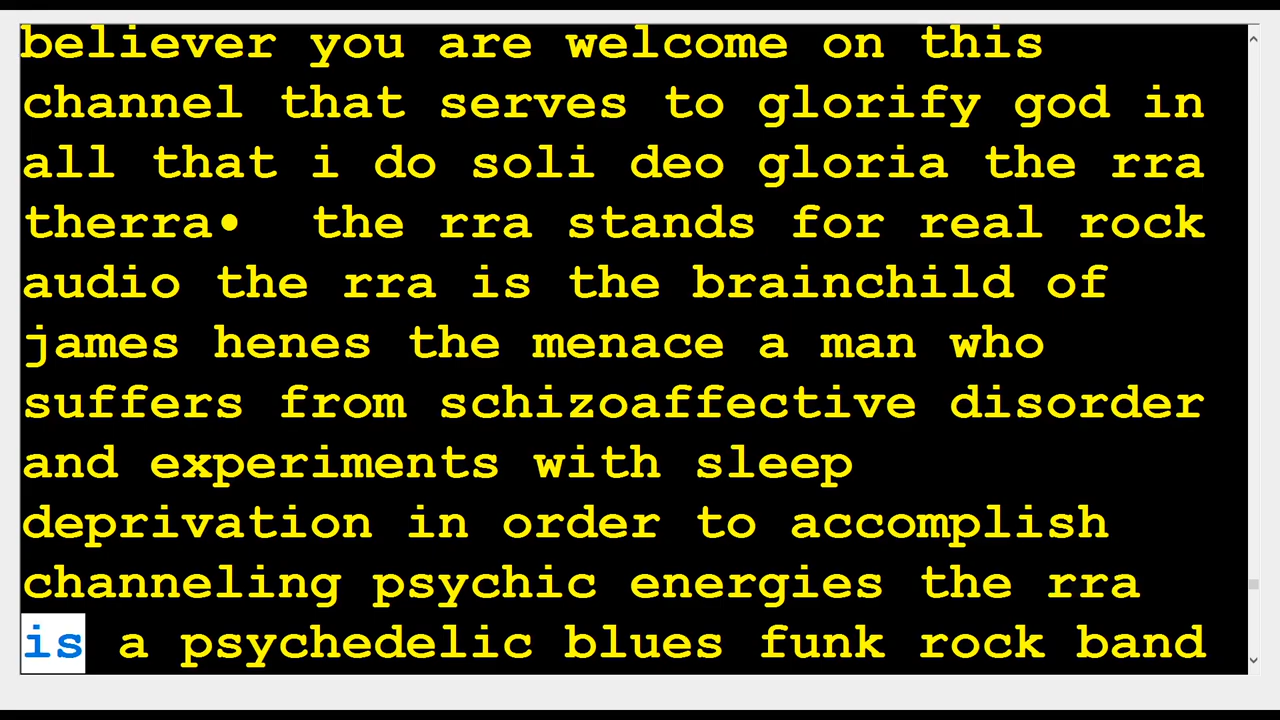 believer you are welcome on this
channel that serves to glorify god in
all that i do soli deo gloria the rra
therra•  the rra stands for real rock
audio the rra is the brainchild of
james henes the menace a man who
suffers from schizoaffective disorder
and experiments with sleep
deprivation in order to accomplish
channeling psychic energies the rra
is a psychedelic blues funk rock band